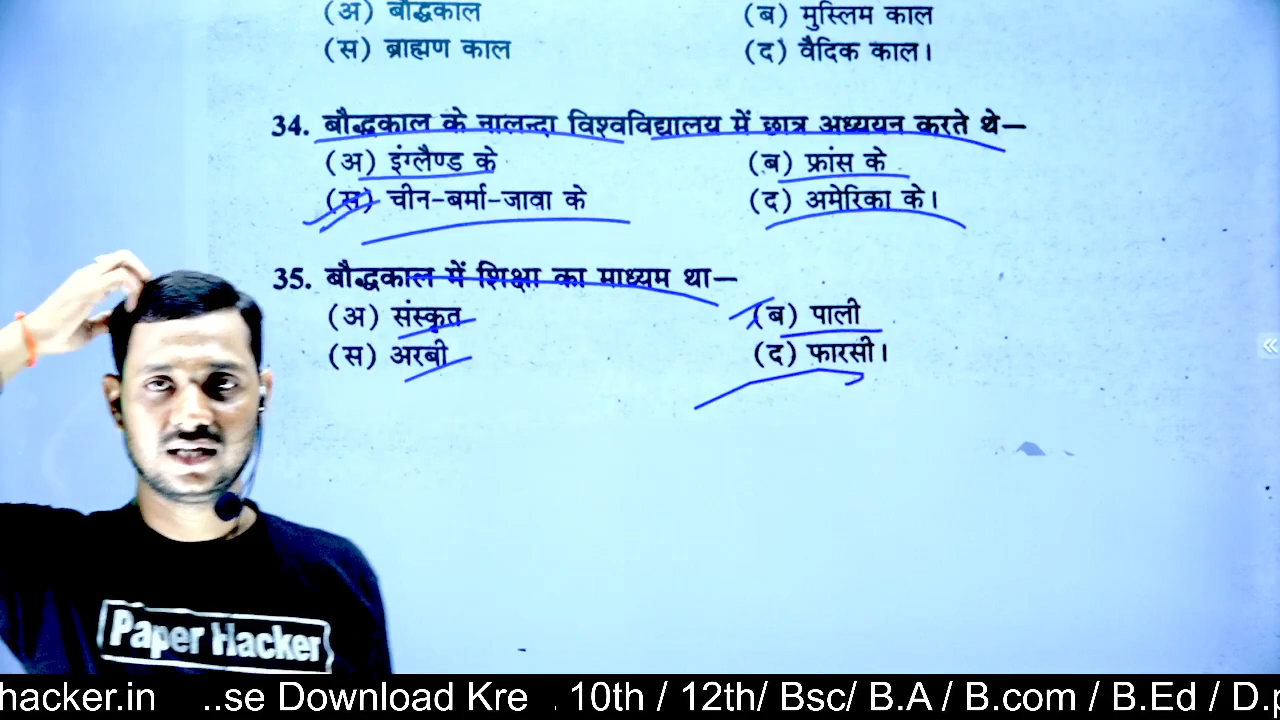 (अ) बौद्धकाल (ब) मुस्लिम काल
(स) ब्राह्मण काल (द) वैदिक काल।
34. बौद्धकाल के नालन्दा विश्वविद्यालय में छात्र अध्ययन करते थे—
(अ) इंग्लैण्ड के (ब) फ्रांस के
(स) चीन-बर्मा-जावा के (द) अमेरिका के।
35. बौद्धकाल में शिक्षा का माध्यम था—
(अ) संस्कृत (ब) पाली
(स) अरबी (द) फारसी।
Paper Hacker
hacker.in ..se Download Kre . 10th / 12th/ Bsc/ B.A / B.com / B.Ed / D.p